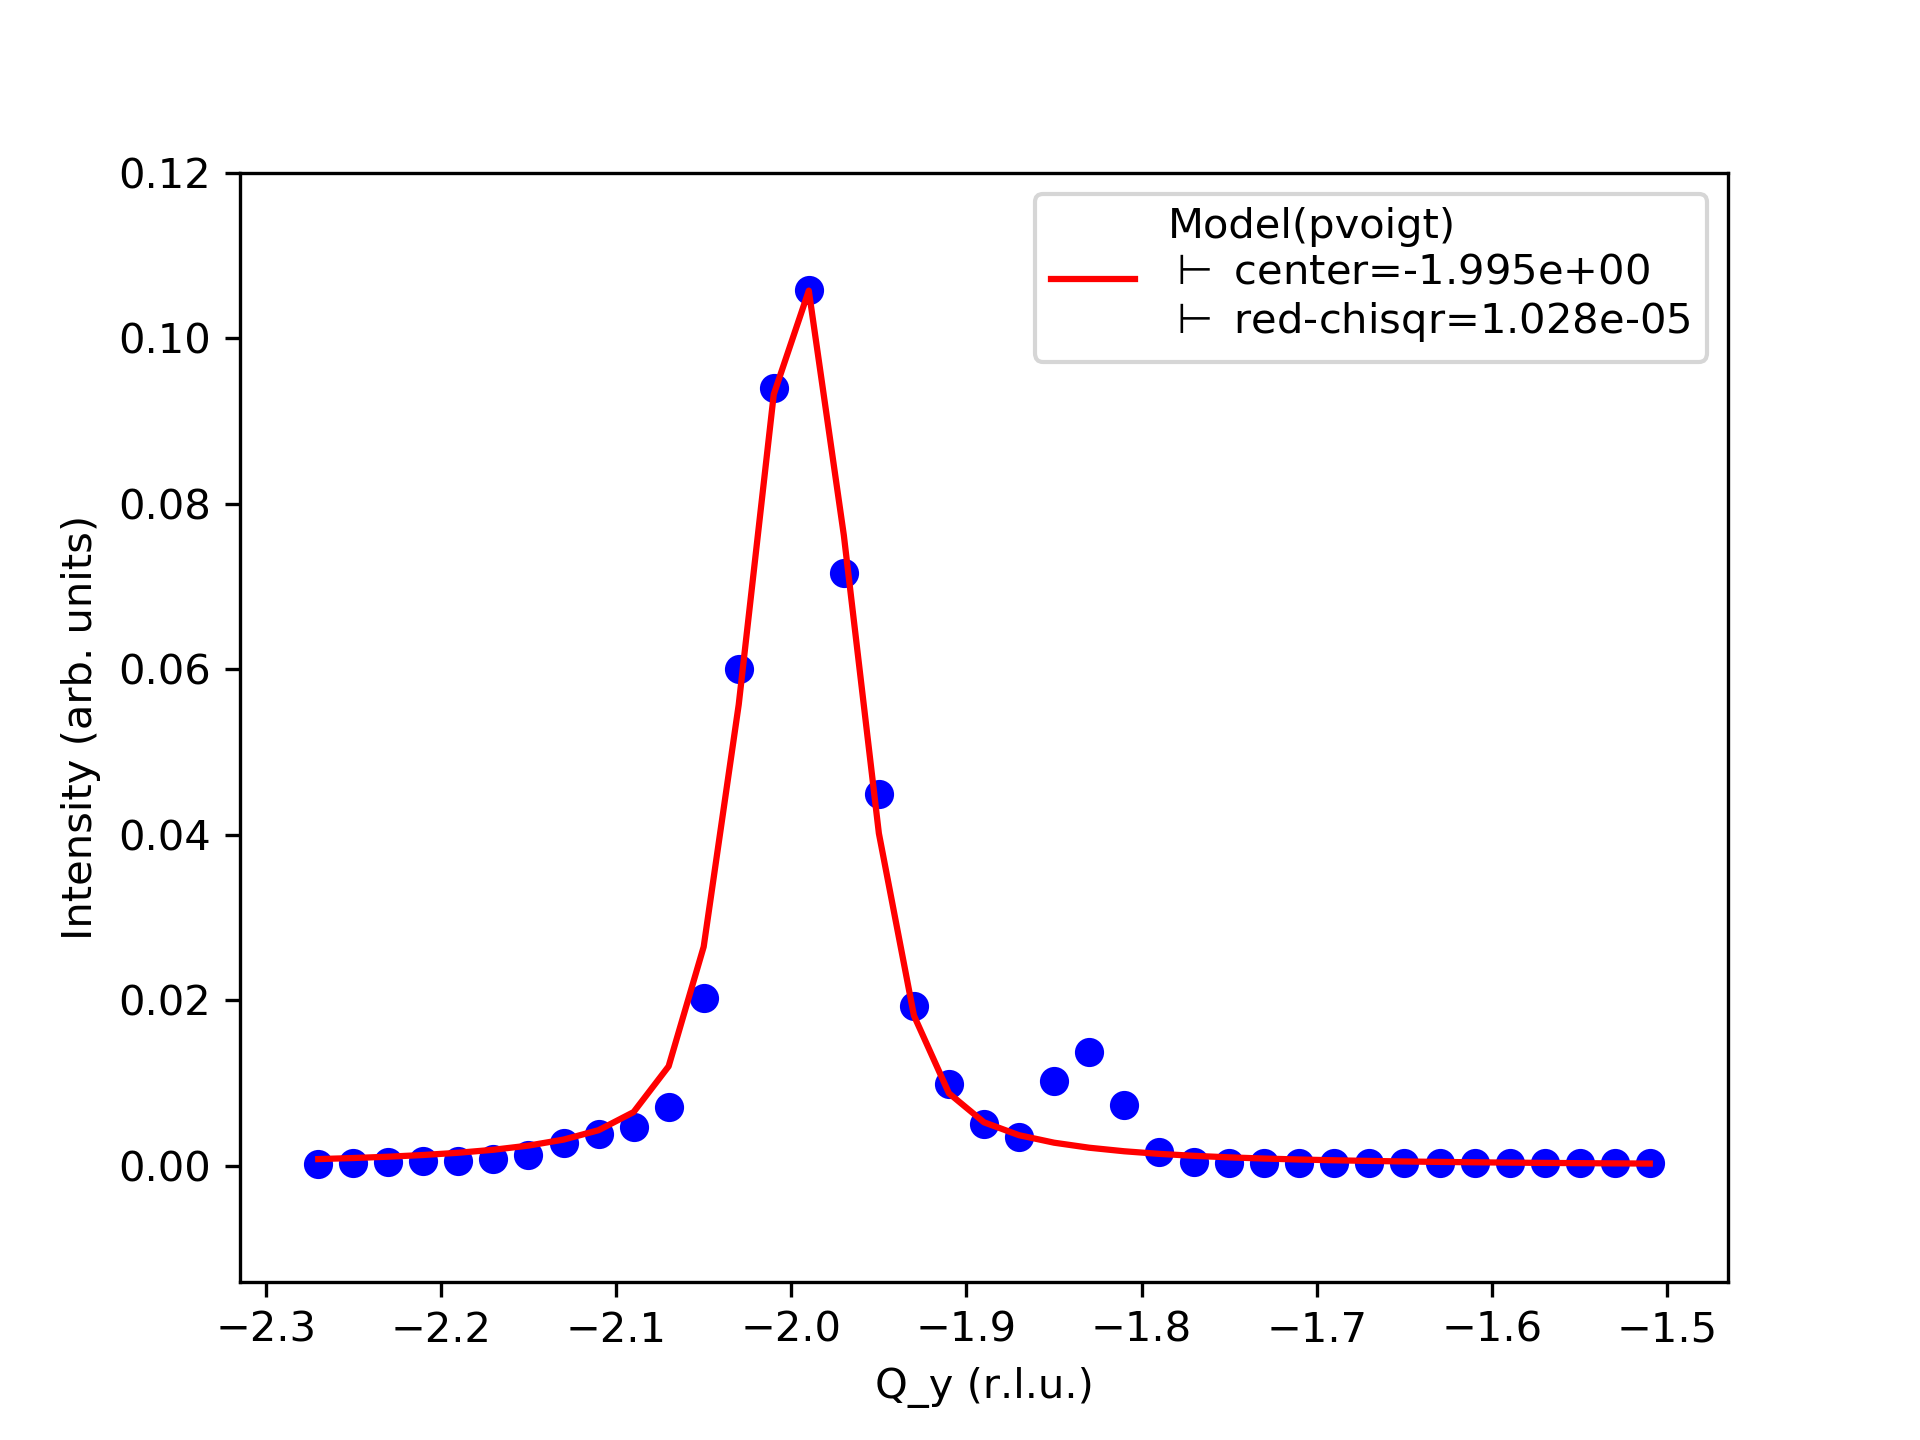 0.12
0.10
0.08
0.06
0.04
0.02
0.00
Intensity (arb. units)
Model(pvoigt)
⊢ center=-1.995e+00
⊢ red-chisqr=1.028e-05
−2.3 −2.2 −2.1 −2.0 −1.9 −1.8 −1.7 −1.6 −1.5
Q_y (r.l.u.)